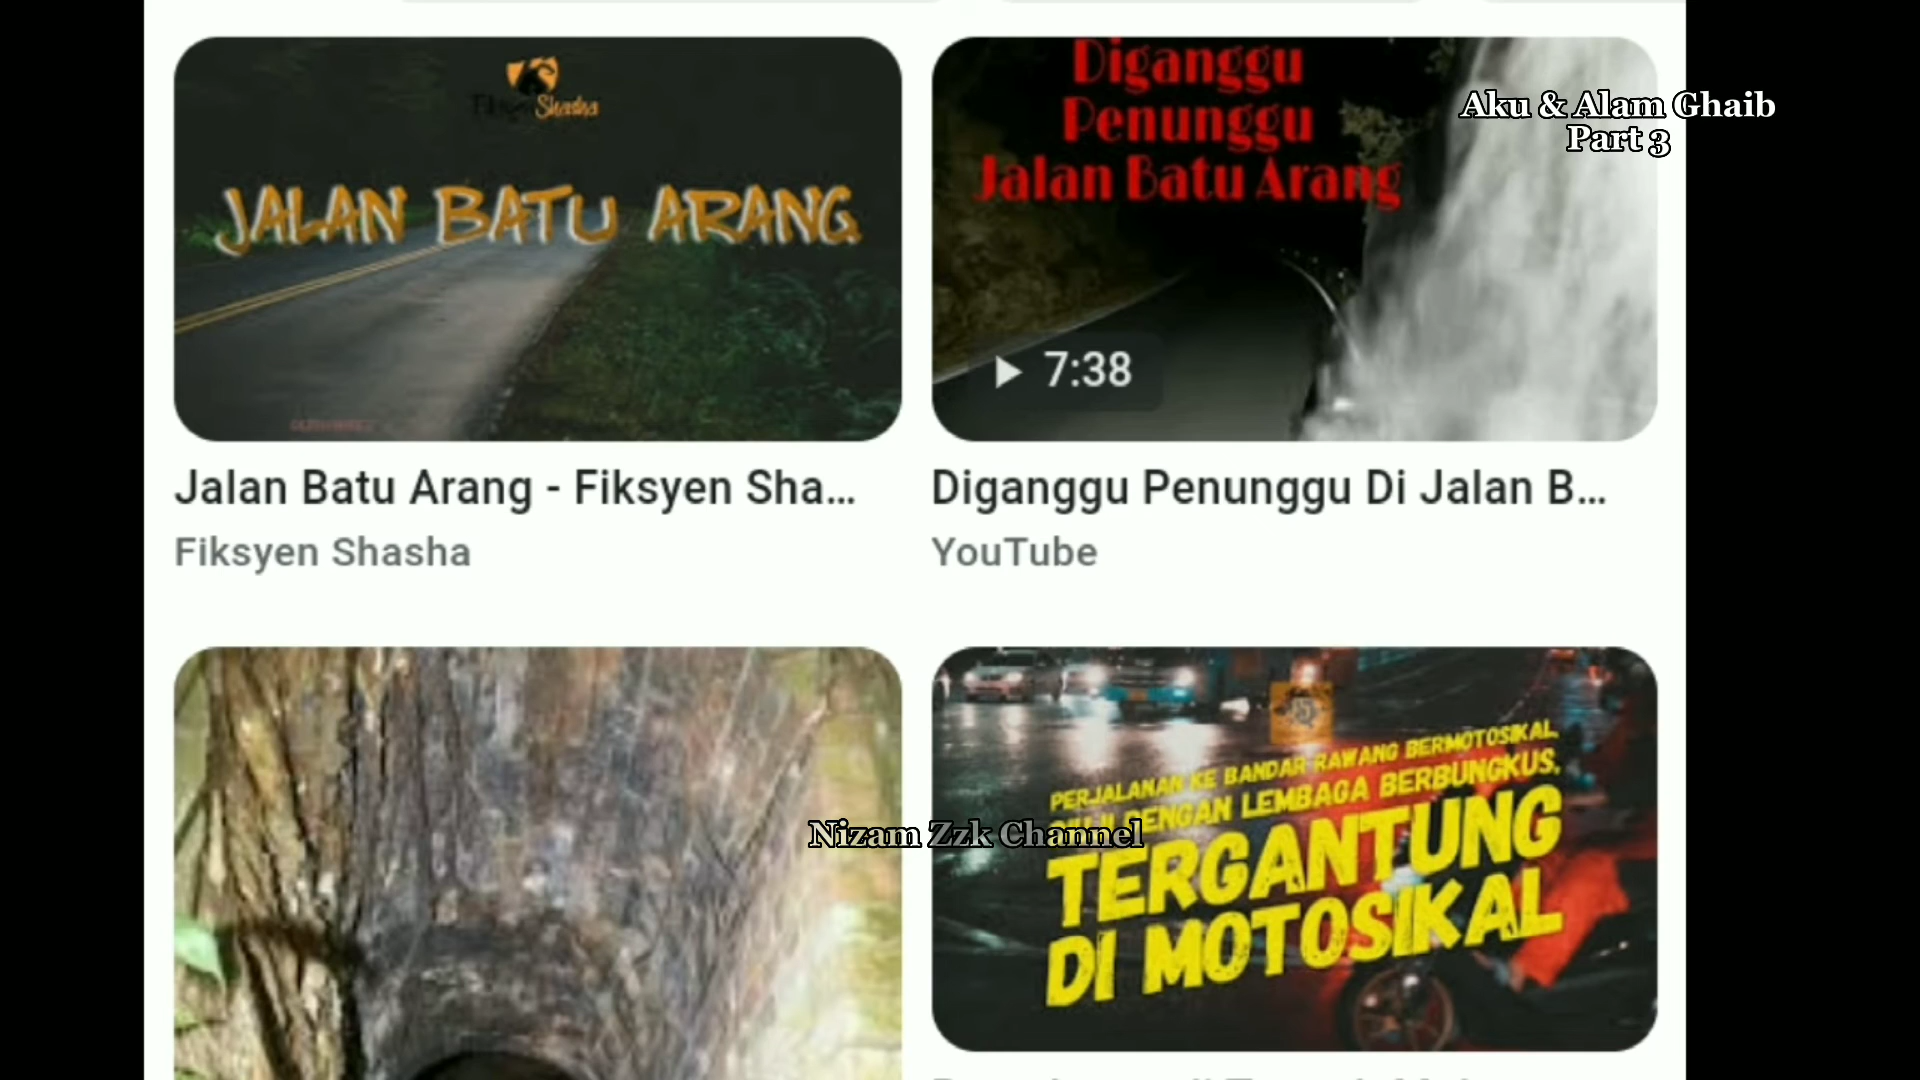 Fiksyen Shasha
JALAN BATU ARANG
Diganggu
Penunggu
Jalan Batu Arang
7:38
Aku & Alam Ghaib
Part 3
Jalan Batu Arang - Fiksyen Sha...
Fiksyen Shasha
Diganggu Penunggu Di Jalan B...
YouTube
PERJALANAN KE BANDAR RAWANG BERMOTOSIKAL,
DENGAN LEMBAGA BERBUNGKUS,
TERGANTUNG
DI MOTOSIKAL
Nizam Zzk Channel